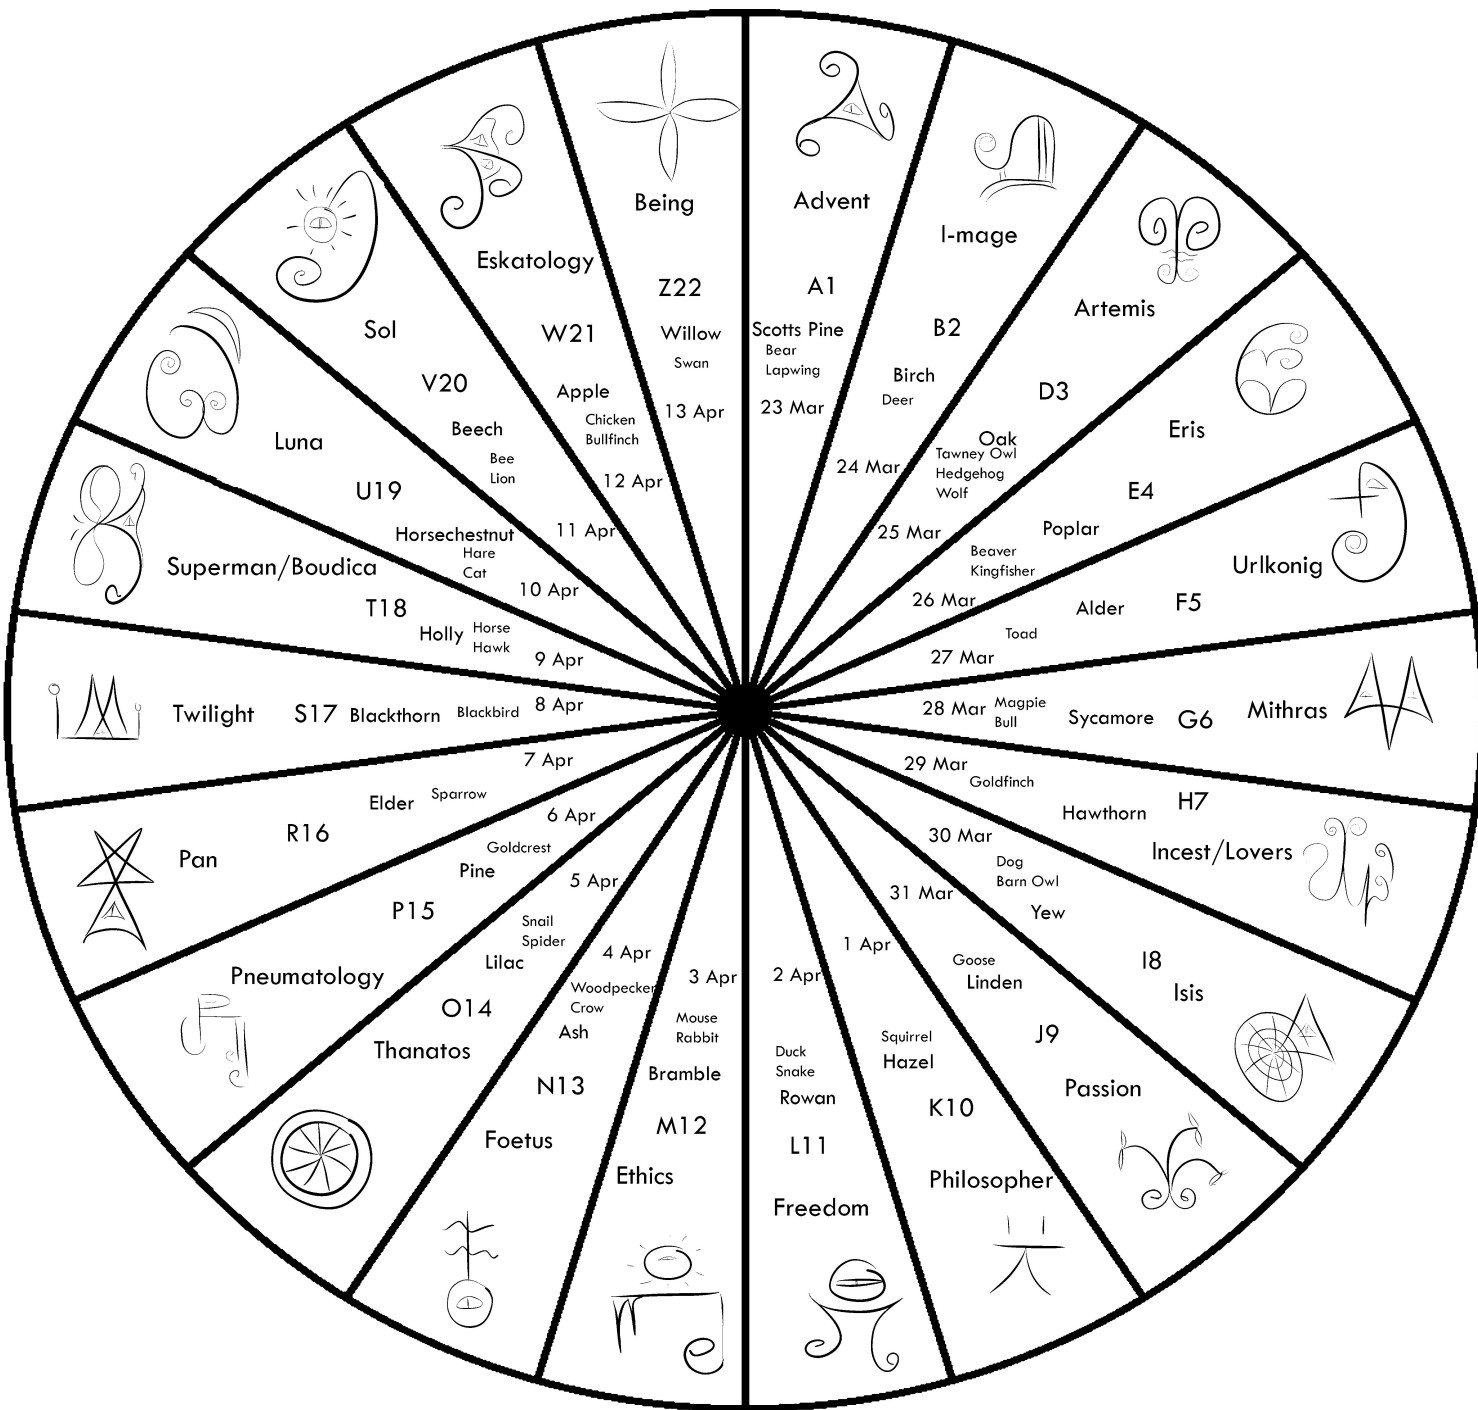 Advent
A1
Scotts Pine
Bear
Lapwing
23 Mar
I-mage
B2
Birch
Deer
24 Mar
Artemis
D3
Oak
Tawney Owl
Hedgehog
Wolf
25 Mar
Eris
E4
Poplar
Beaver
Kingfisher
26 Mar
Urlkonig
F5
Alder
Toad
27 Mar
Mithras
G6
Sycamore
Magpie
Bull
28 Mar
Incest/Lovers
H7
Hawthorn
Goldfinch
29 Mar
Isis
I8
Yew
Dog
Barn Owl
30 Mar
Passion
J9
Linden
Goose
31 Mar
Philosopher
K10
Hazel
Squirrel
1 Apr
Freedom
L11
Rowan
Duck
Snake
2 Apr
Ethics
M12
Bramble
Mouse
Rabbit
3 Apr
Foetus
N13
Ash
Woodpecker
Crow
4 Apr
Thanatos
O14
Lilac
Snail
Spider
5 Apr
Pneumatology
P15
Pine
Goldcrest
6 Apr
Pan
R16
Elder
Sparrow
7 Apr
Twilight
S17
Blackthorn
Blackbird
8 Apr
Superman/Boudica
T18
Holly
Horse
Hawk
9 Apr
Luna
U19
Horsechestnut
Hare
Cat
10 Apr
Sol
V20
Beech
Bee
Lion
11 Apr
Eskatology
W21
Apple
Chicken
Bullfinch
12 Apr
Being
Z22
Willow
Swan
13 Apr